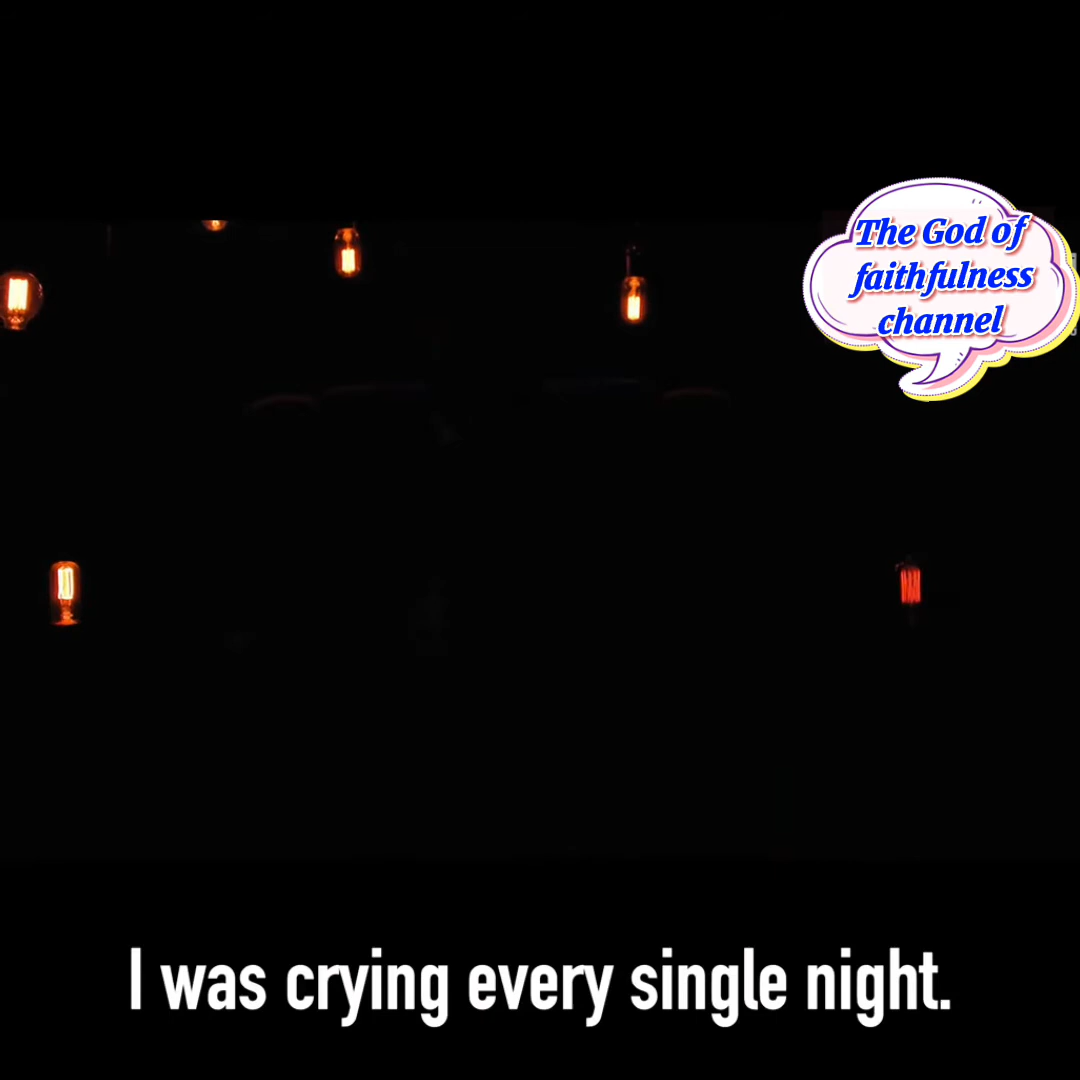 The God of
faithfulness
channel
I was crying every single night.